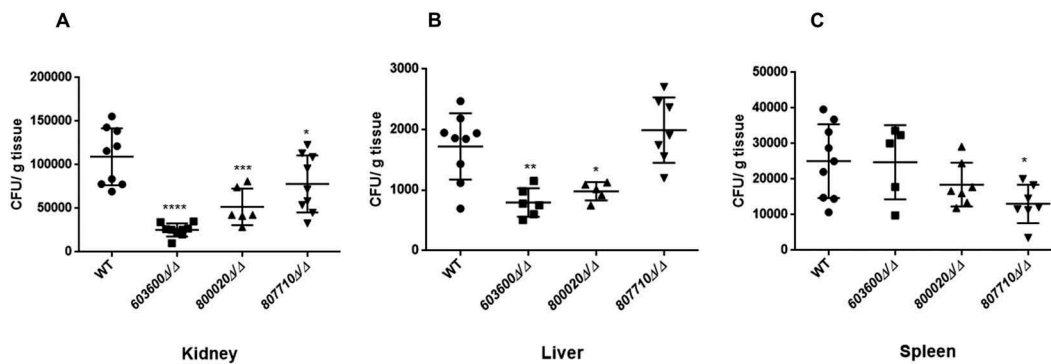 A
CFU/ g tissue
200000
150000
100000
50000
0
****
***
*
WT
603600Δ/Δ
800020Δ/Δ
807710Δ/Δ
Kidney
B
CFU/ g tissue
3000
2000
1000
0
**
*
WT
603600Δ/Δ
800020Δ/Δ
807710Δ/Δ
Liver
C
CFU/ g tissue
50000
40000
30000
20000
10000
0
*
WT
603600Δ/Δ
800020Δ/Δ
807710Δ/Δ
Spleen